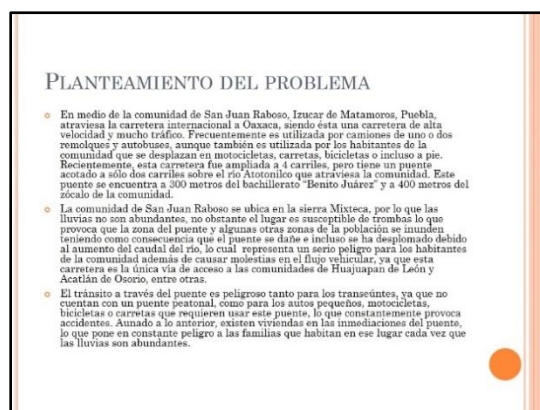 PLANTEAMIENTO DEL PROBLEMA
En medio de la comunidad de San Juan Raboso, Izucar de Matamoros, Puebla,
atraviesa la carretera internacional a Oaxaca, siendo ésta una carretera de alta
velocidad y mucho tráfico. Frecuentemente es utilizada por camiones de uno o dos
remolques y autobuses, aunque también es utilizada por los habitantes de la
comunidad que se desplazan en motocicletas, carretas, bicicletas o incluso a pie.
Recientemente, esta carretera fue ampliada a 4 carriles, pero tiene un puente
acotado a sólo dos carriles sobre el río Atotonilco que atraviesa la comunidad. Este
puente se encuentra a 300 metros del bachillerato "Benito Juárez" y a 400 metros del
zócalo de la comunidad.
La comunidad de San Juan Raboso se ubica en la sierra Mixteca, por lo que las
lluvias no son abundantes, no obstante el lugar es susceptible de trombas lo que
provoca que la zona del puente y algunas otras zonas de la población se inunden
teniendo como consecuencia que el puente se dañe e incluso se ha desplomado debido
al aumento del caudal del río, lo cual representa un serio peligro para los habitantes
de la comunidad además de causar molestias en el flujo vehicular, ya que esta
carretera es la única vía de acceso a las comunidades de Huajuapan de León y
Acatlán de Osorio, entre otras.
El tránsito a través del puente es peligroso tanto para los transeúntes, ya que no
cuentan con un puente peatonal, como para los autos pequeños, motocicletas,
bicicletas o carretas que requieren usar este puente, lo que constantemente provoca
accidentes. Aunado a lo anterior, existen viviendas en las inmediaciones del puente,
lo que pone en constante peligro a las familias que habitan en ese lugar cada vez que
las lluvias son abundantes.